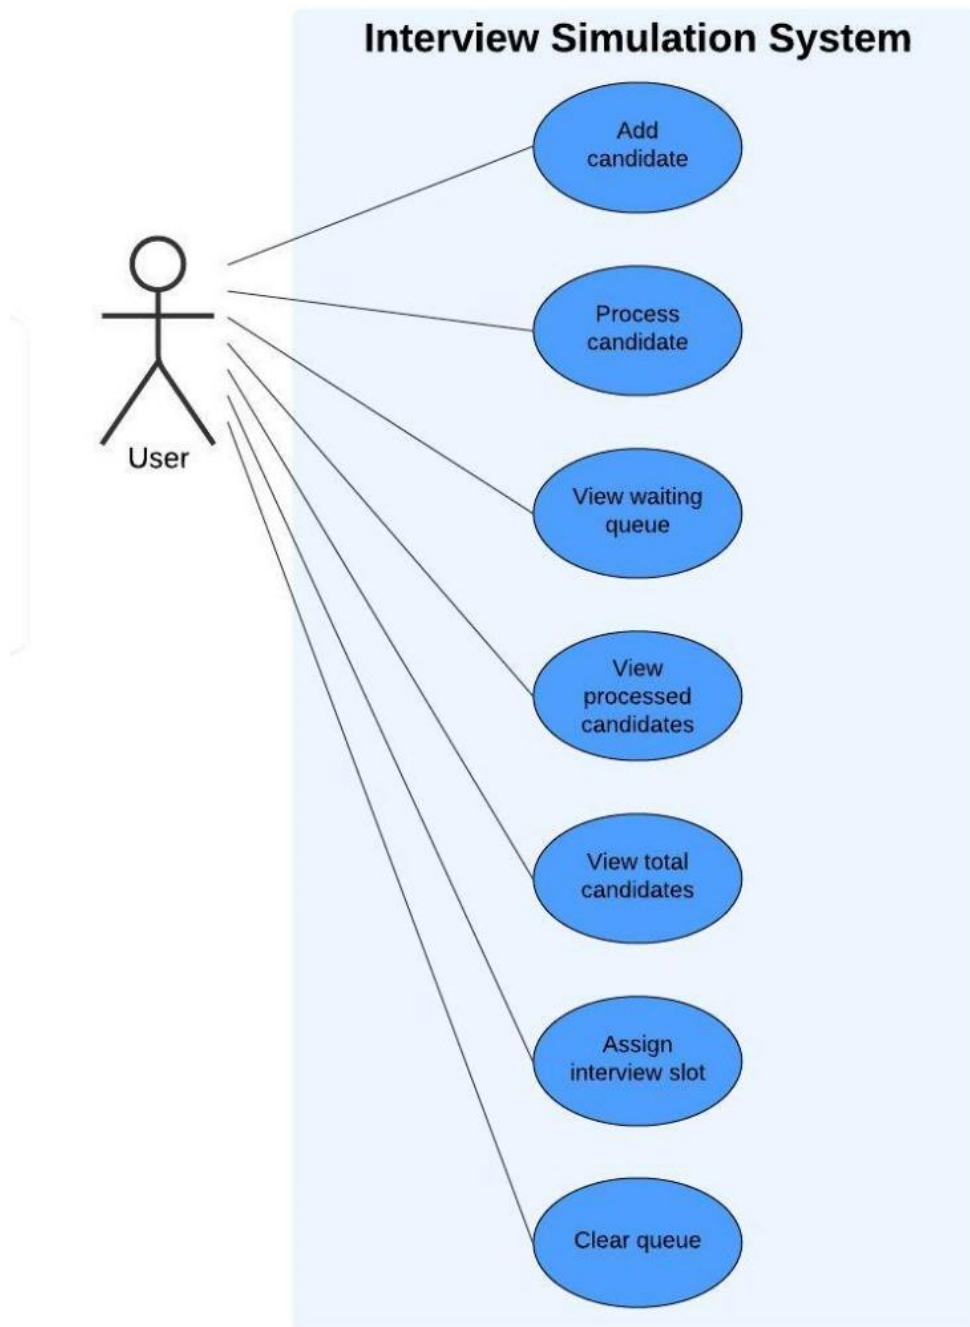 Interview Simulation System
Add
candidate
Process
candidate
User
View waiting
queue
View
processed
candidates
View total
candidates
Assign
interview slot
Clear queue